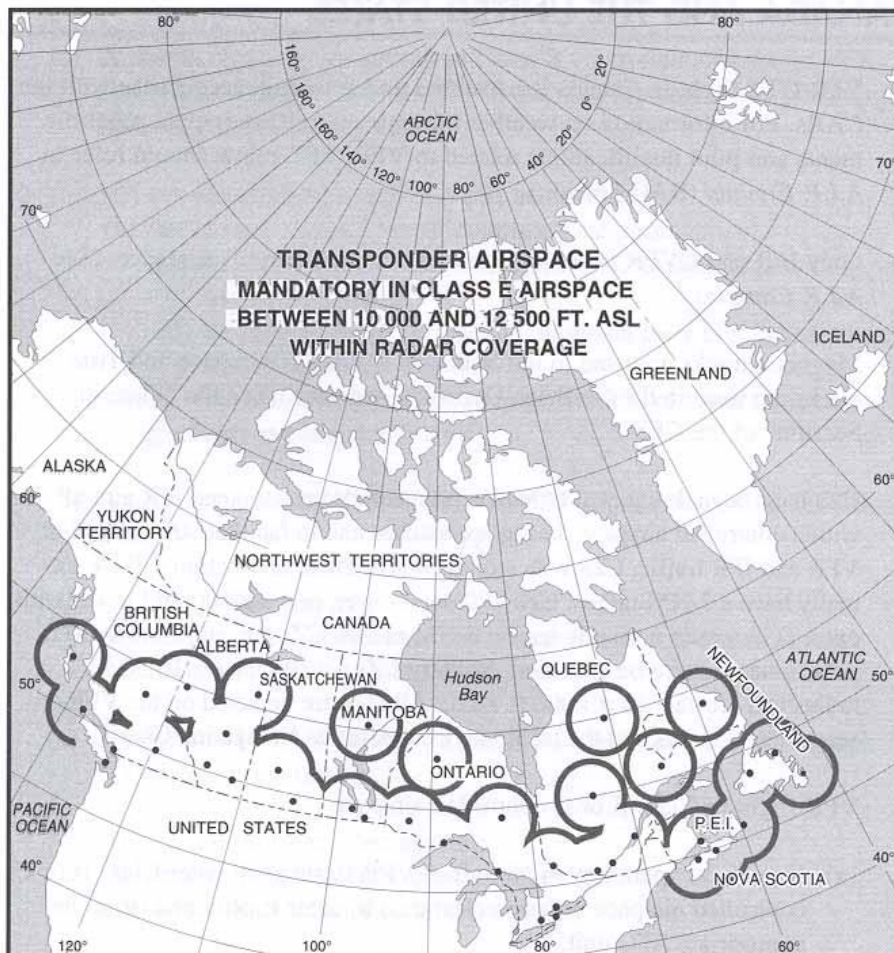 80°
80°
160°
180°
160°
140°
120°
100°
80°
60°
40°
20°
0°
20°
ARCTIC
OCEAN
70°
70°
TRANSPONDER AIRSPACE
MANDATORY IN CLASS E AIRSPACE
BETWEEN 10 000 AND 12 500 FT. ASL
WITHIN RADAR COVERAGE
ICELAND
GREENLAND
ALASKA
60°
60°
YUKON
TERRITORY
NORTHWEST TERRITORIES
BRITISH
COLUMBIA
CANADA
ALBERTA
SASKATCHEWAN
Hudson
Bay
QUEBEC
NEWFOUNDLAND
ATLANTIC
OCEAN
50°
50°
MANITOBA
ONTARIO
PACIFIC
OCEAN
UNITED STATES
P.E.I.
NOVA SCOTIA
40°
40°
120°
100°
80°
60°